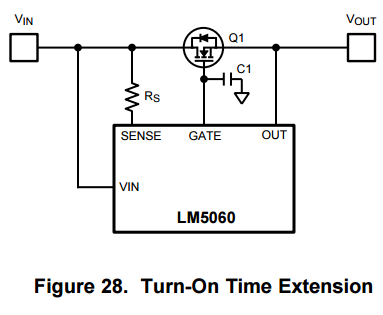 VIN
VOUT
Q1
C1
RS
SENSE
GATE
OUT
VIN
LM5060
Figure 28. Turn-On Time Extension